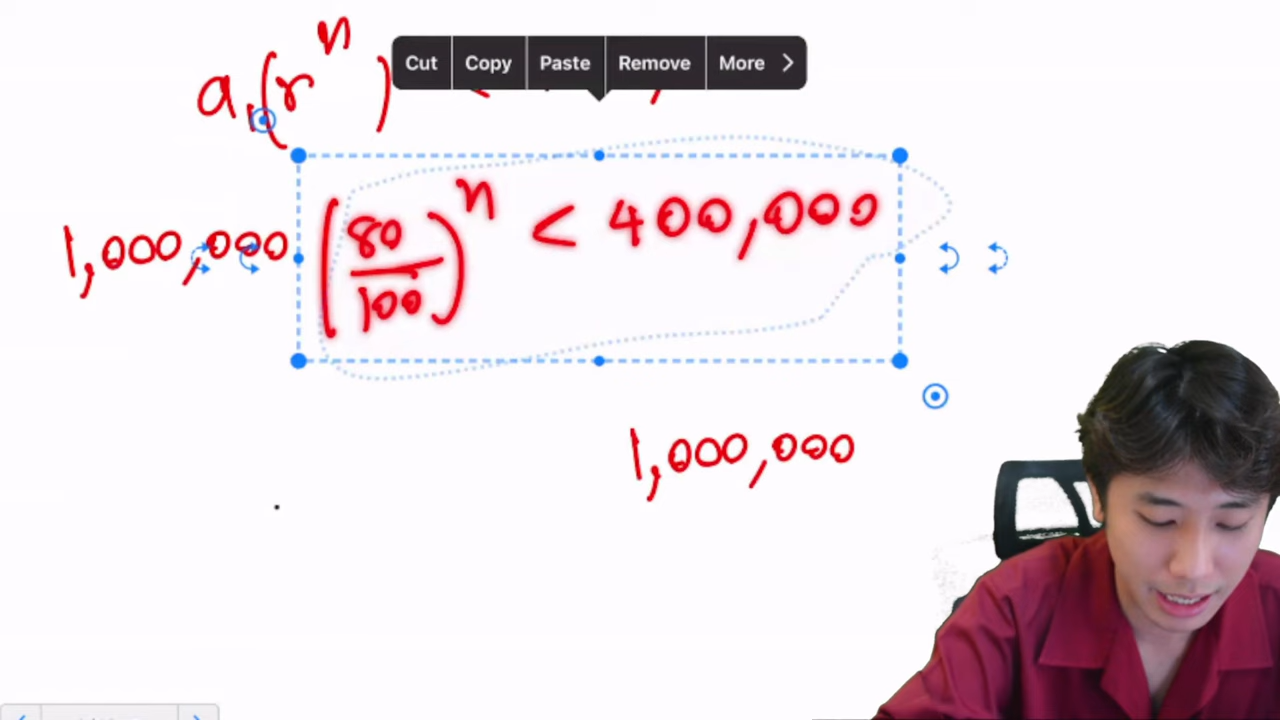 Cut Copy Paste Remove More
a₁(rⁿ) <
1,000,000 (80/100)ⁿ < 400,000
1,000,000